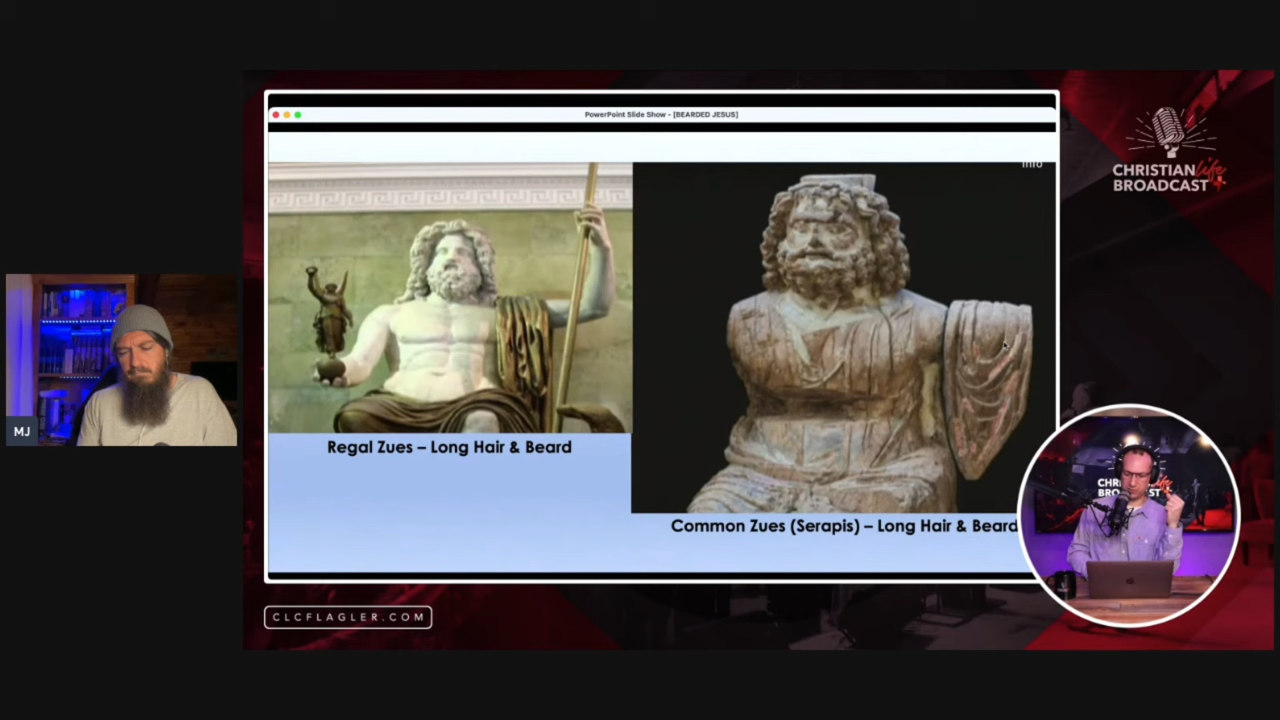 PowerPoint Slide Show - [BEARDED JESUS]
Info
CHRISTIAN life
BROADCAST
MJ
Regal Zues – Long Hair & Beard
Common Zues (Serapis) – Long Hair & Beard
CLCFLAGLER.COM